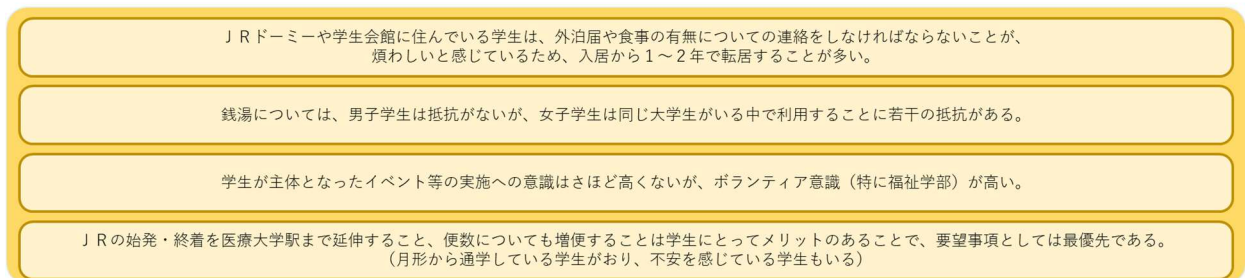 ＪＲドーミーや学生会館に住んでいる学生は、外泊届や食事の有無についての連絡をしなければならないことが、
煩わしいと感じているため、入居から１～２年で転居することが多い。
銭湯については、男子学生は抵抗がないが、女子学生は同じ大学生がいる中で利用することに若干の抵抗がある。
学生が主体となったイベント等の実施への意識はさほど高くないが、ボランティア意識（特に福祉学部）が高い。
ＪＲの始発・終着を医療大学駅まで延伸すること、便数についても増便することは学生にとってメリットのあることで、要望事項としては最優先である。
（月形から通学している学生がおり、不安を感じている学生もいる）